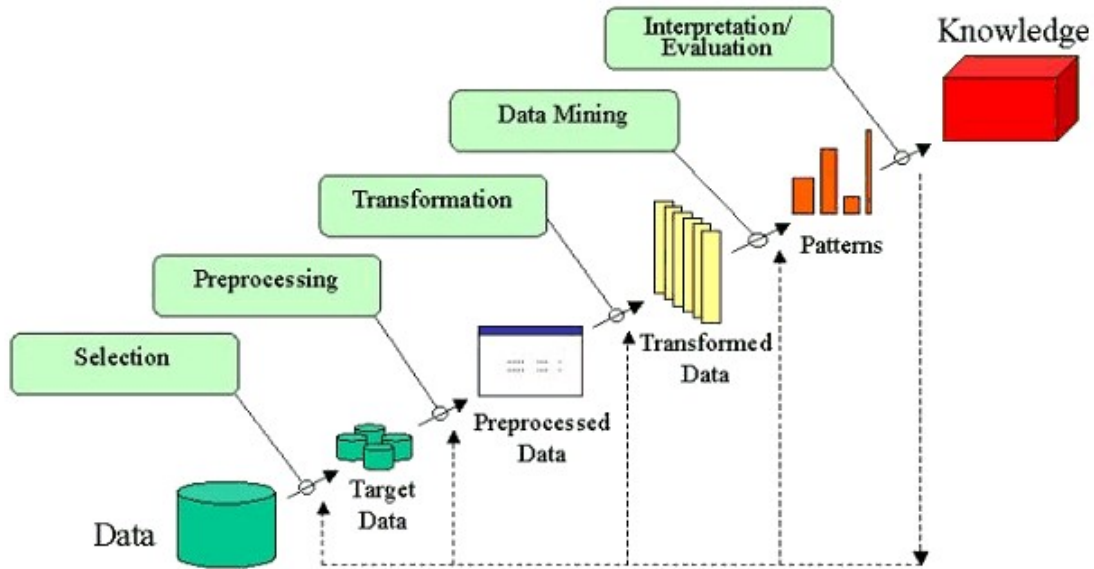 Interpretation/
Evaluation
Knowledge
Data Mining
Transformation
Patterns
Preprocessing
Transformed
Data
Selection
Preprocessed
Data
Target
Data
Data